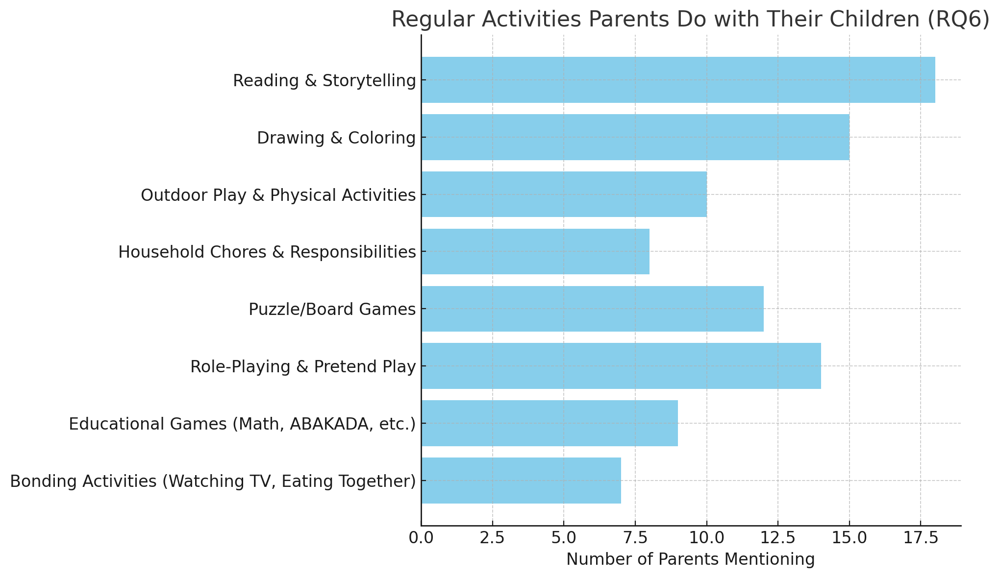 Regular Activities Parents Do with Their Children (RQ6)
Reading & Storytelling
Drawing & Coloring
Outdoor Play & Physical Activities
Household Chores & Responsibilities
Puzzle/Board Games
Role-Playing & Pretend Play
Educational Games (Math, ABAKADA, etc.)
Bonding Activities (Watching TV, Eating Together)
0.0 2.5 5.0 7.5 10.0 12.5 15.0 17.5
Number of Parents Mentioning